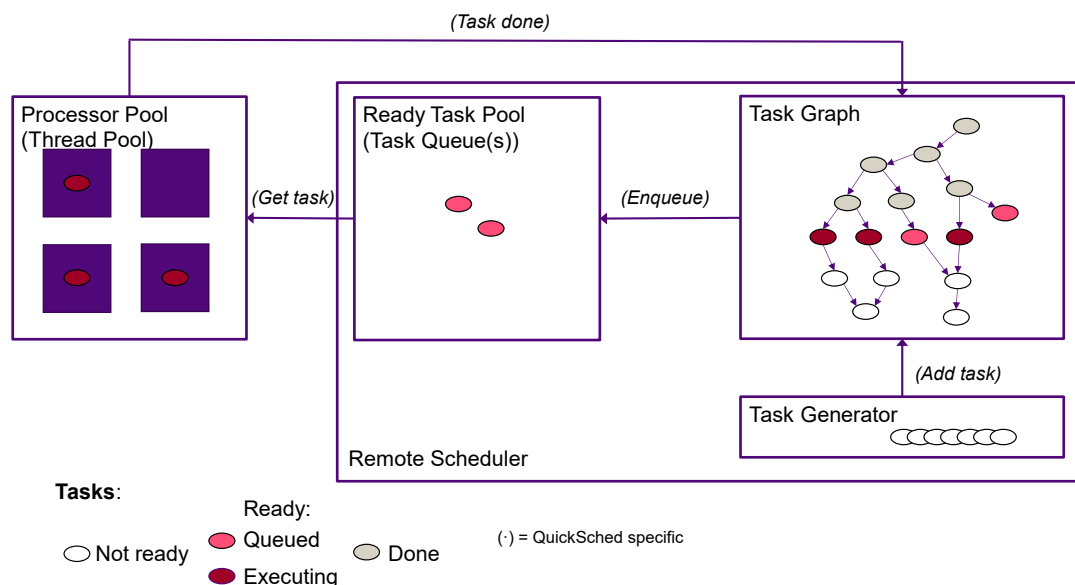 (Task done)
Processor Pool
(Thread Pool)
Ready Task Pool
(Task Queue(s))
Task Graph
(Get task)
(Enqueue)
(Add task)
Task Generator
Remote Scheduler
Tasks:
Ready:
Not ready
Queued
Done
(·) = QuickSched specific
Executing